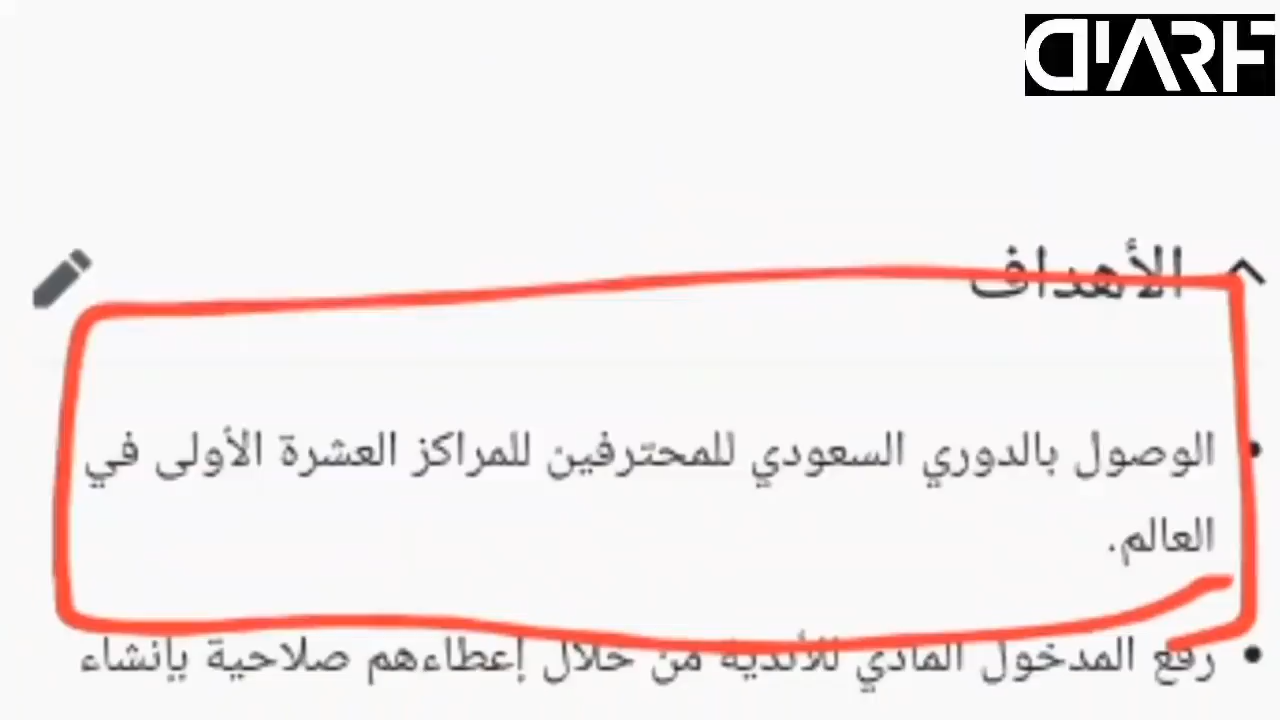 الأهداف
الوصول بالدوري السعودي للمحترفين للمراكز العشرة الأولى في
العالم.
رفع المدخول المادي للأندية من خلال إعطاءهم صلاحية بإنشاء